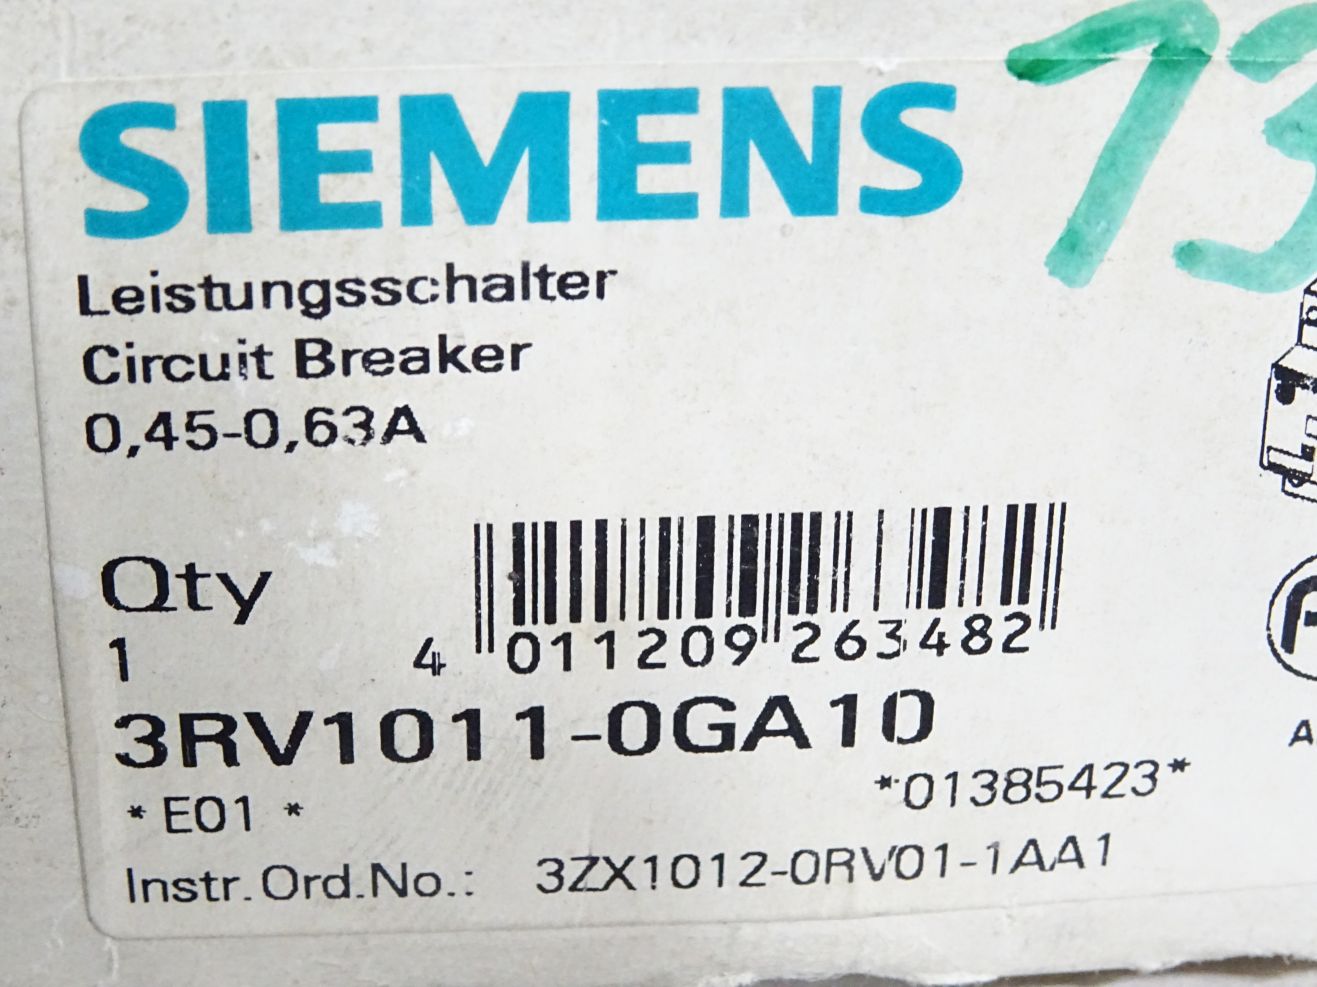 SIEMENS
73
Leistungsschalter
Circuit Breaker
0,45-0,63A
Qty
1
4 011209 263482
3RV1011-0GA10
*01385423*
* E01 *
Instr.Ord.No.: 3ZX1012-0RV01-1AA1